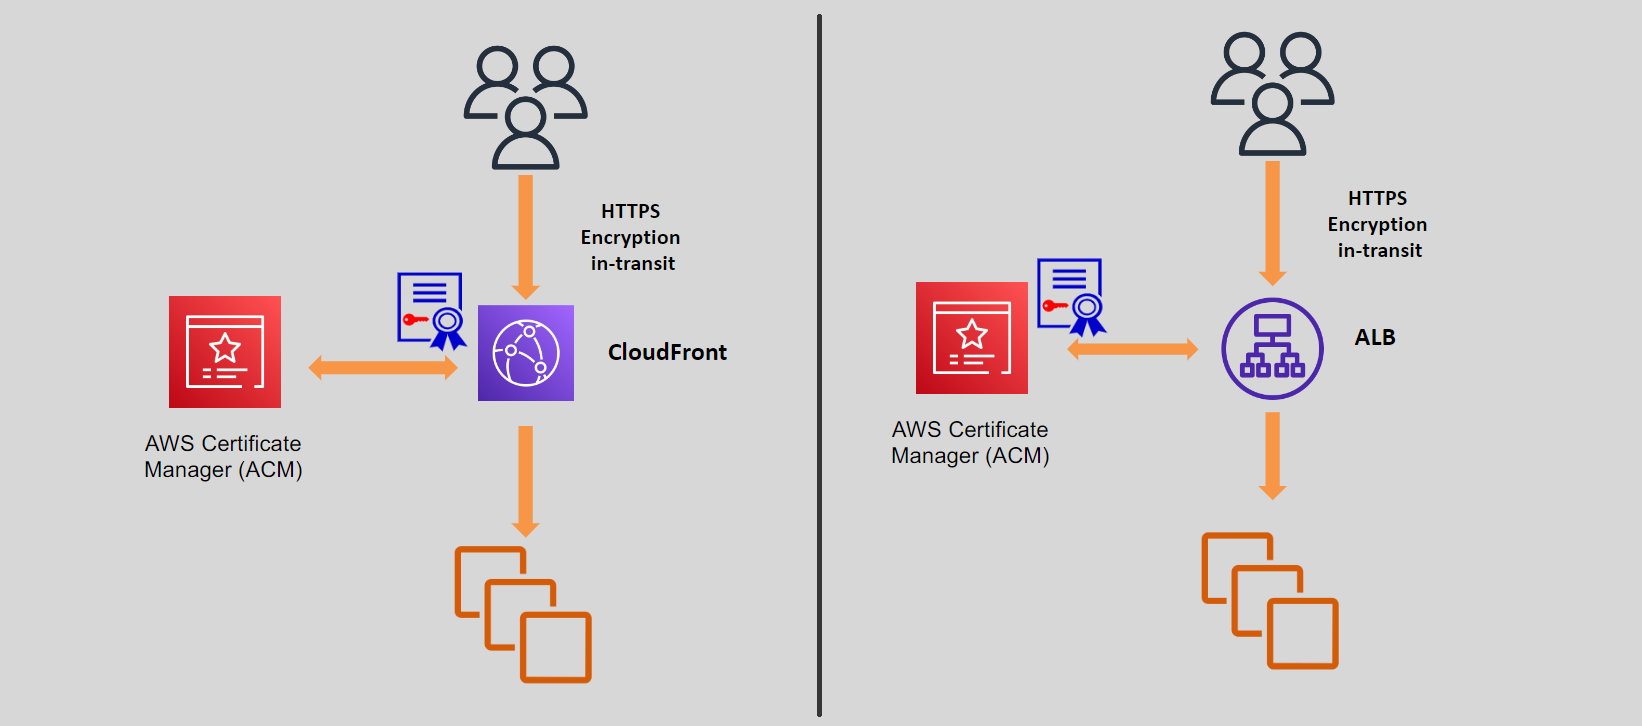 HTTPS
Encryption
in-transit
CloudFront
AWS Certificate
Manager (ACM)
HTTPS
Encryption
in-transit
ALB
AWS Certificate
Manager (ACM)